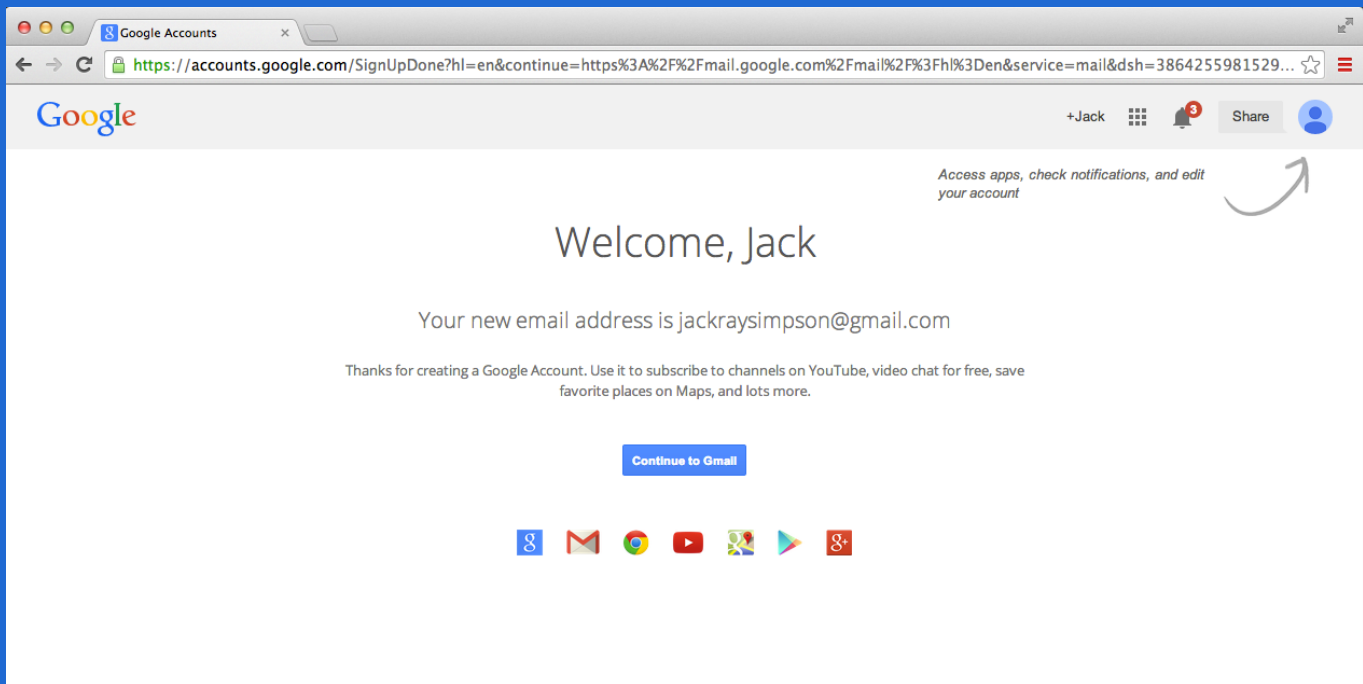 Google Accounts
https://accounts.google.com/SignUpDone?hl=en&continue=https%3A%2F%2Fmail.google.com%2Fmail%2F%3Fhl%3Den&service=mail&dsh=3864255981529...
Google
+Jack
3
Share
Access apps, check notifications, and edit
your account
Welcome, Jack
Your new email address is jackraysimpson@gmail.com
Thanks for creating a Google Account. Use it to subscribe to channels on YouTube, video chat for free, save
favorite places on Maps, and lots more.
Continue to Gmail